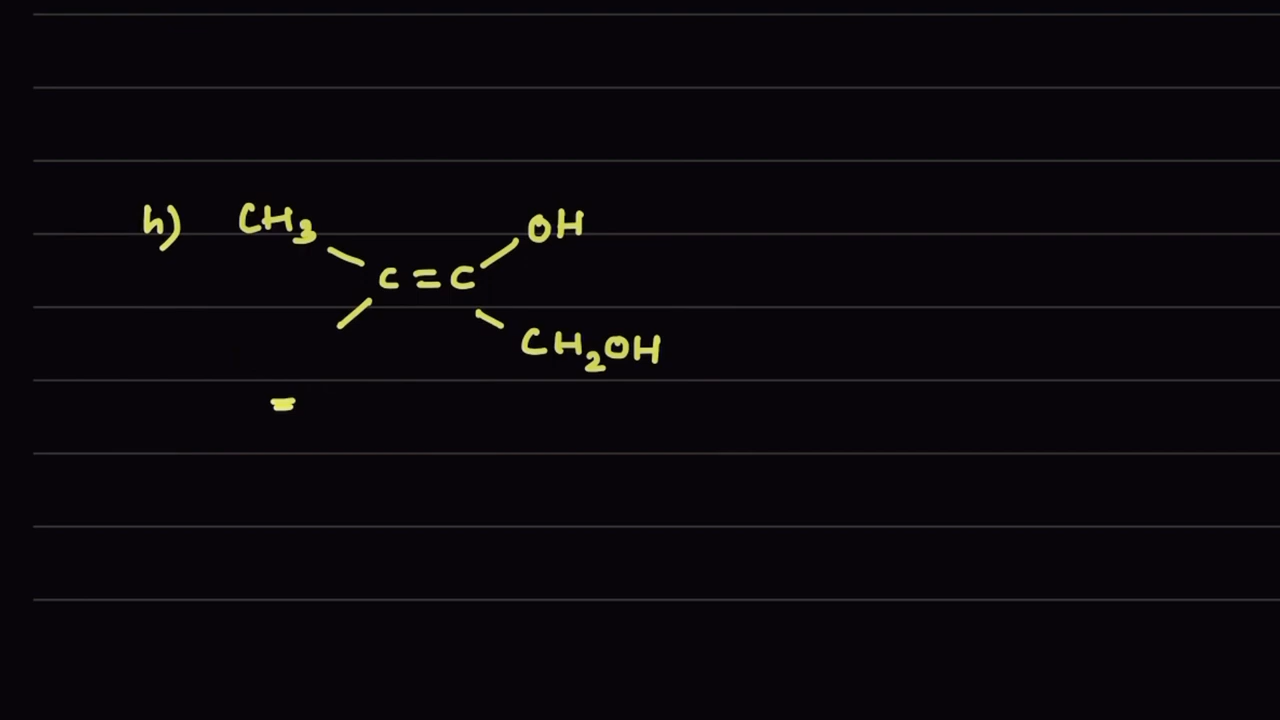 h) CH3 OH
C = C
CH2OH
=